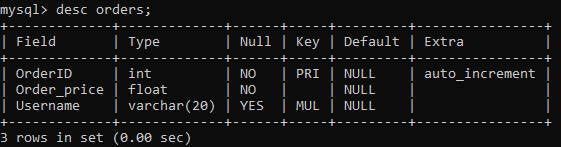 mysql> desc orders;
+-------------+-------------+------+-----+---------+----------------+
| Field       | Type        | Null | Key | Default | Extra          |
+-------------+-------------+------+-----+---------+----------------+
| OrderID     | int         | NO   | PRI | NULL    | auto_increment |
| Order_price | float       | NO   |     | NULL    |                |
| Username    | varchar(20) | YES  | MUL | NULL    |                |
+-------------+-------------+------+-----+---------+----------------+
3 rows in set (0.00 sec)